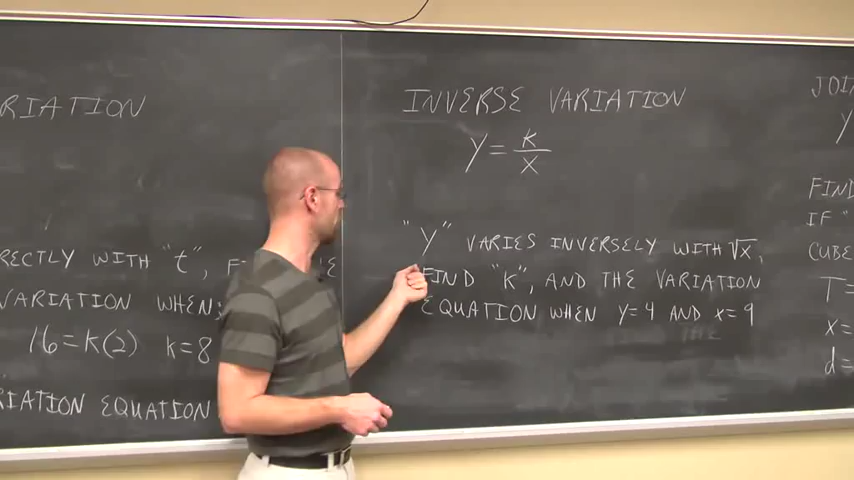 RIATION
RECTLY WITH "t",
VARIATION WHEN:
16=K(2) K=8
RIATION EQUATION
INVERSE VARIATION
Y = K/X
"Y" VARIES INVERSELY WITH √X,
FIND "K", AND THE VARIATION
EQUATION WHEN Y=4 AND X=9
JOI
Y
FIND
IF "
CUBE
T=
X=
d=